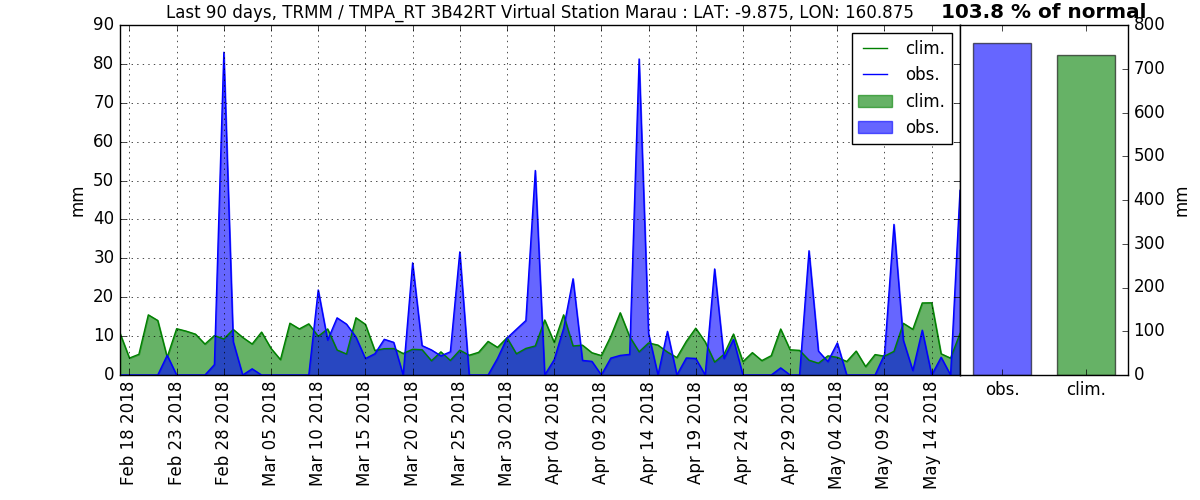 Last 90 days, TRMM / TMPA_RT 3B42RT Virtual Station Marau : LAT: -9.875, LON: 160.875
103.8 % of normal
90
80
70
60
50
40
30
20
10
0
mm
clim.
obs.
clim.
obs.
800
700
600
500
400
300
200
100
0
mm
obs.
clim.
Feb 18 2018
Feb 23 2018
Feb 28 2018
Mar 05 2018
Mar 10 2018
Mar 15 2018
Mar 20 2018
Mar 25 2018
Mar 30 2018
Apr 04 2018
Apr 09 2018
Apr 14 2018
Apr 19 2018
Apr 24 2018
Apr 29 2018
May 04 2018
May 09 2018
May 14 2018